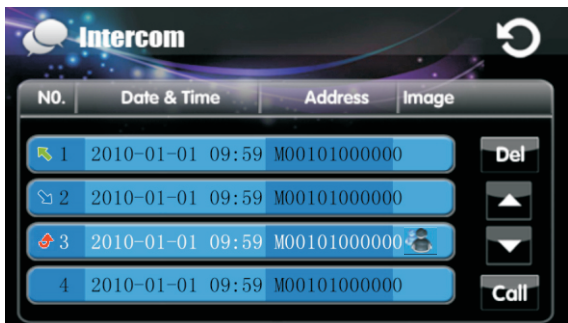 Intercom
N0. Date & Time Address Image
1 2010-01-01 09:59 M00101000000 Del
2 2010-01-01 09:59 M00101000000
3 2010-01-01 09:59 M00101000000
4 2010-01-01 09:59 M00101000000 Call